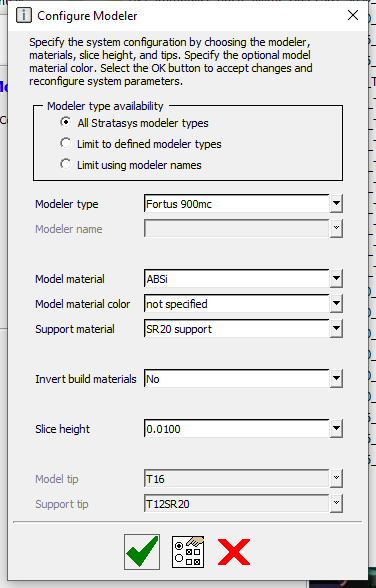 Configure Modeler
Specify the system configuration by choosing the modeler,
materials, slice height, and tips. Specify the optional model
material color. Select the OK button to accept changes and
reconfigure system parameters.
Modeler type availability
All Stratasys modeler types
Limit to defined modeler types
Limit using modeler names
Modeler type Fortus 900mc
Modeler name
Model material ABSi
Model material color not specified
Support material SR20 support
Invert build materials No
Slice height 0.0100
Model tip T16
Support tip T12SR20